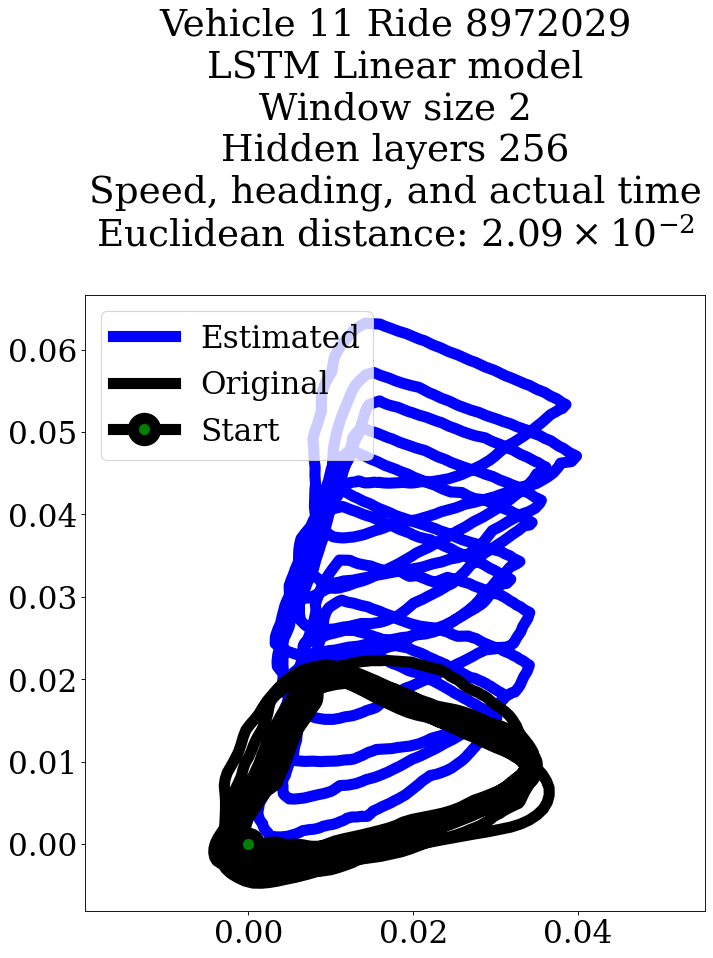 Vehicle 11 Ride 8972029
LSTM Linear model
Window size 2
Hidden layers 256
Speed, heading, and actual time
Euclidean distance: 2.09 × 10⁻²
Estimated
Original
Start
0.06
0.05
0.04
0.03
0.02
0.01
0.00
0.00 0.02 0.04